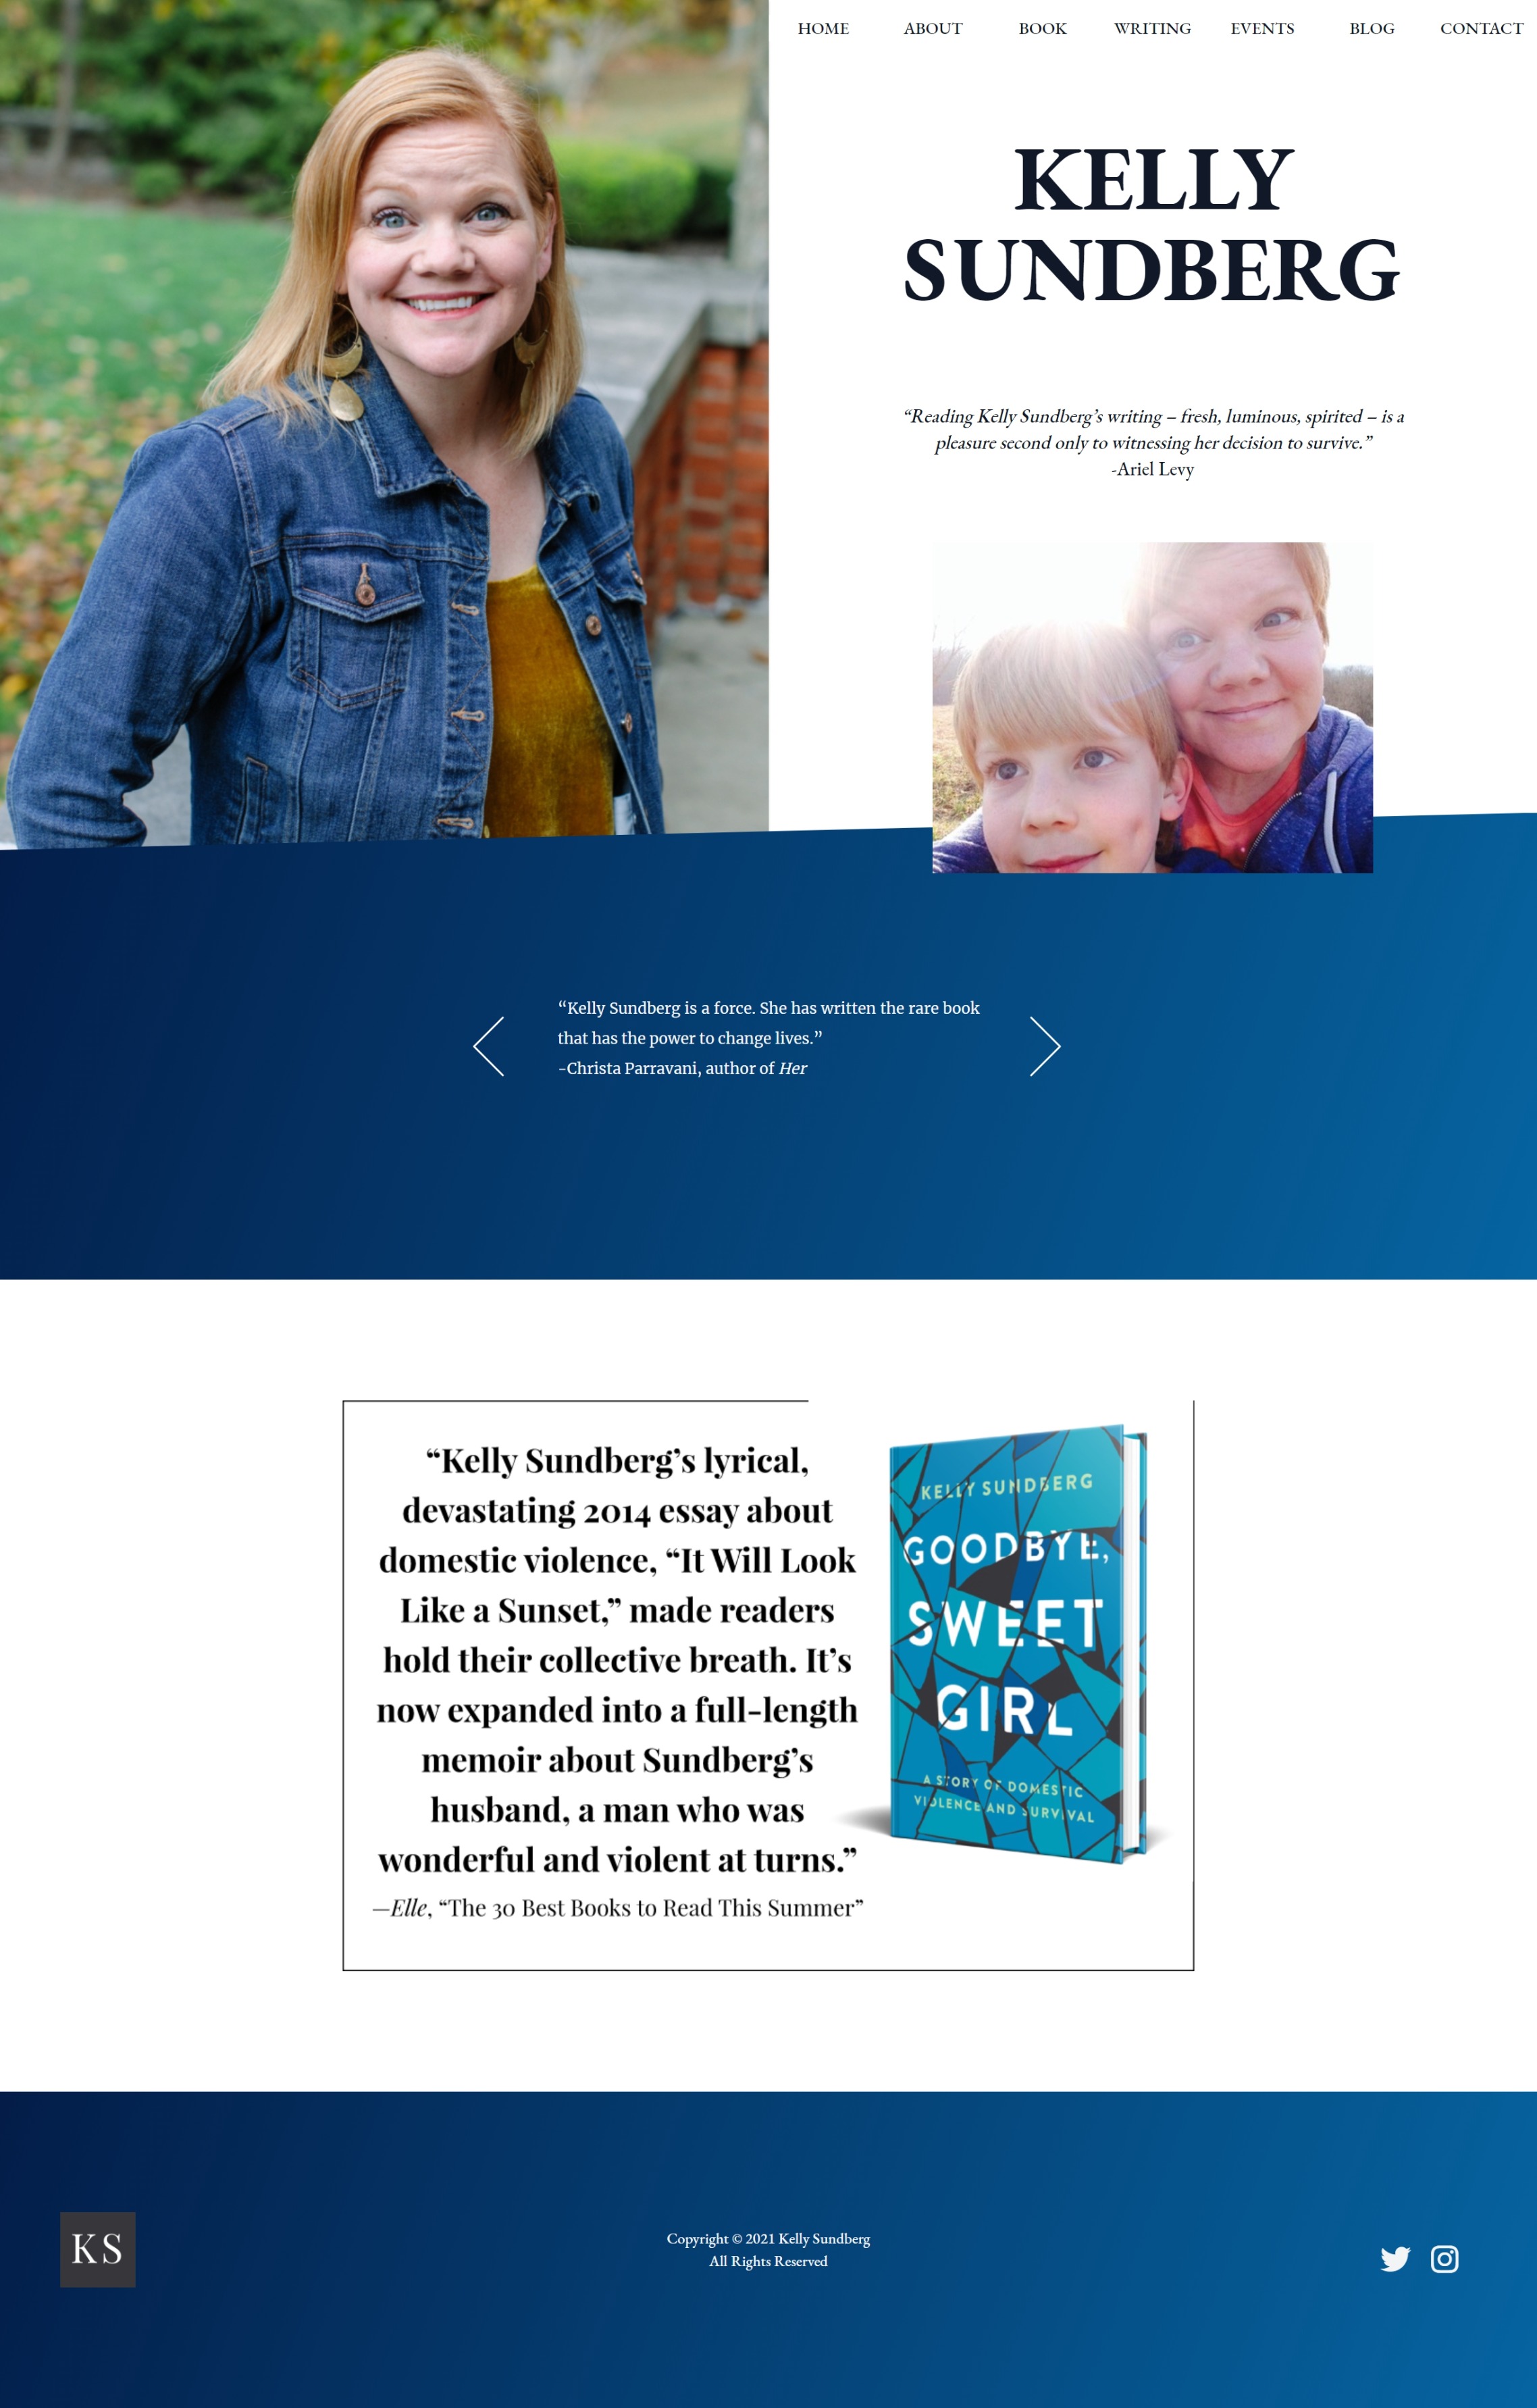 HOME ABOUT BOOK WRITING EVENTS BLOG CONTACT
KELLY
SUNDBERG
“Reading Kelly Sundberg’s writing – fresh, luminous, spirited – is a
pleasure second only to witnessing her decision to survive.”
-Ariel Levy
“Kelly Sundberg is a force. She has written the rare book
that has the power to change lives.”
-Christa Parravani, author of Her
“Kelly Sundberg’s lyrical,
devastating 2014 essay about
domestic violence, “It Will Look
Like a Sunset,” made readers
hold their collective breath. It’s
now expanded into a full-length
memoir about Sundberg’s
husband, a man who was
wonderful and violent at turns.”
—Elle, “The 30 Best Books to Read This Summer”
KELLY SUNDBERG
GOODBYE,
SWEET
GIRL
A STORY OF DOMESTIC
VIOLENCE AND SURVIVAL
KS
Copyright © 2021 Kelly Sundberg
All Rights Reserved